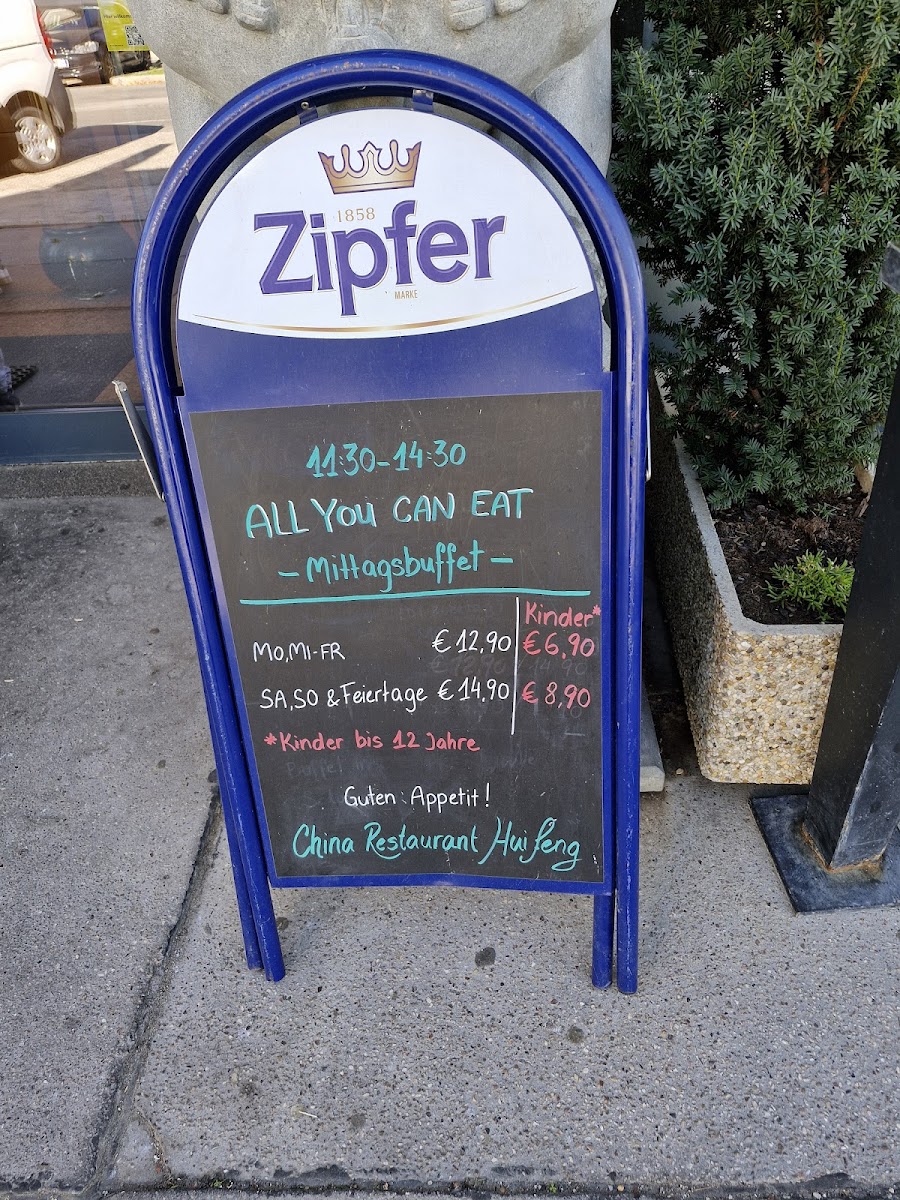 1858
Zipfer
MARKE
11:30-14:30
ALL YOU CAN EAT
- Mittagsbuffet -
Kinder*
MO,MI-FR € 12,90 € 6,90
SA,SO & Feiertage € 14,90 € 8,90
*Kinder bis 12 Jahre
Guten Appetit!
China Restaurant Hui feng